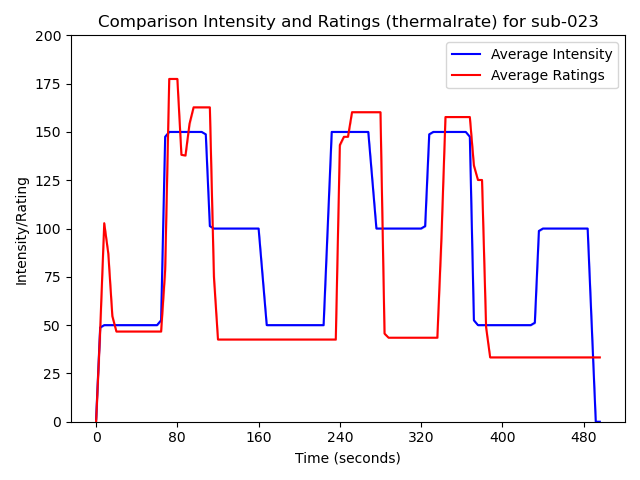 Comparison Intensity and Ratings (thermalrate) for sub-023
200
175
150
125
100
75
50
25
0
Intensity/Rating
Average Intensity
Average Ratings
0 80 160 240 320 400 480
Time (seconds)